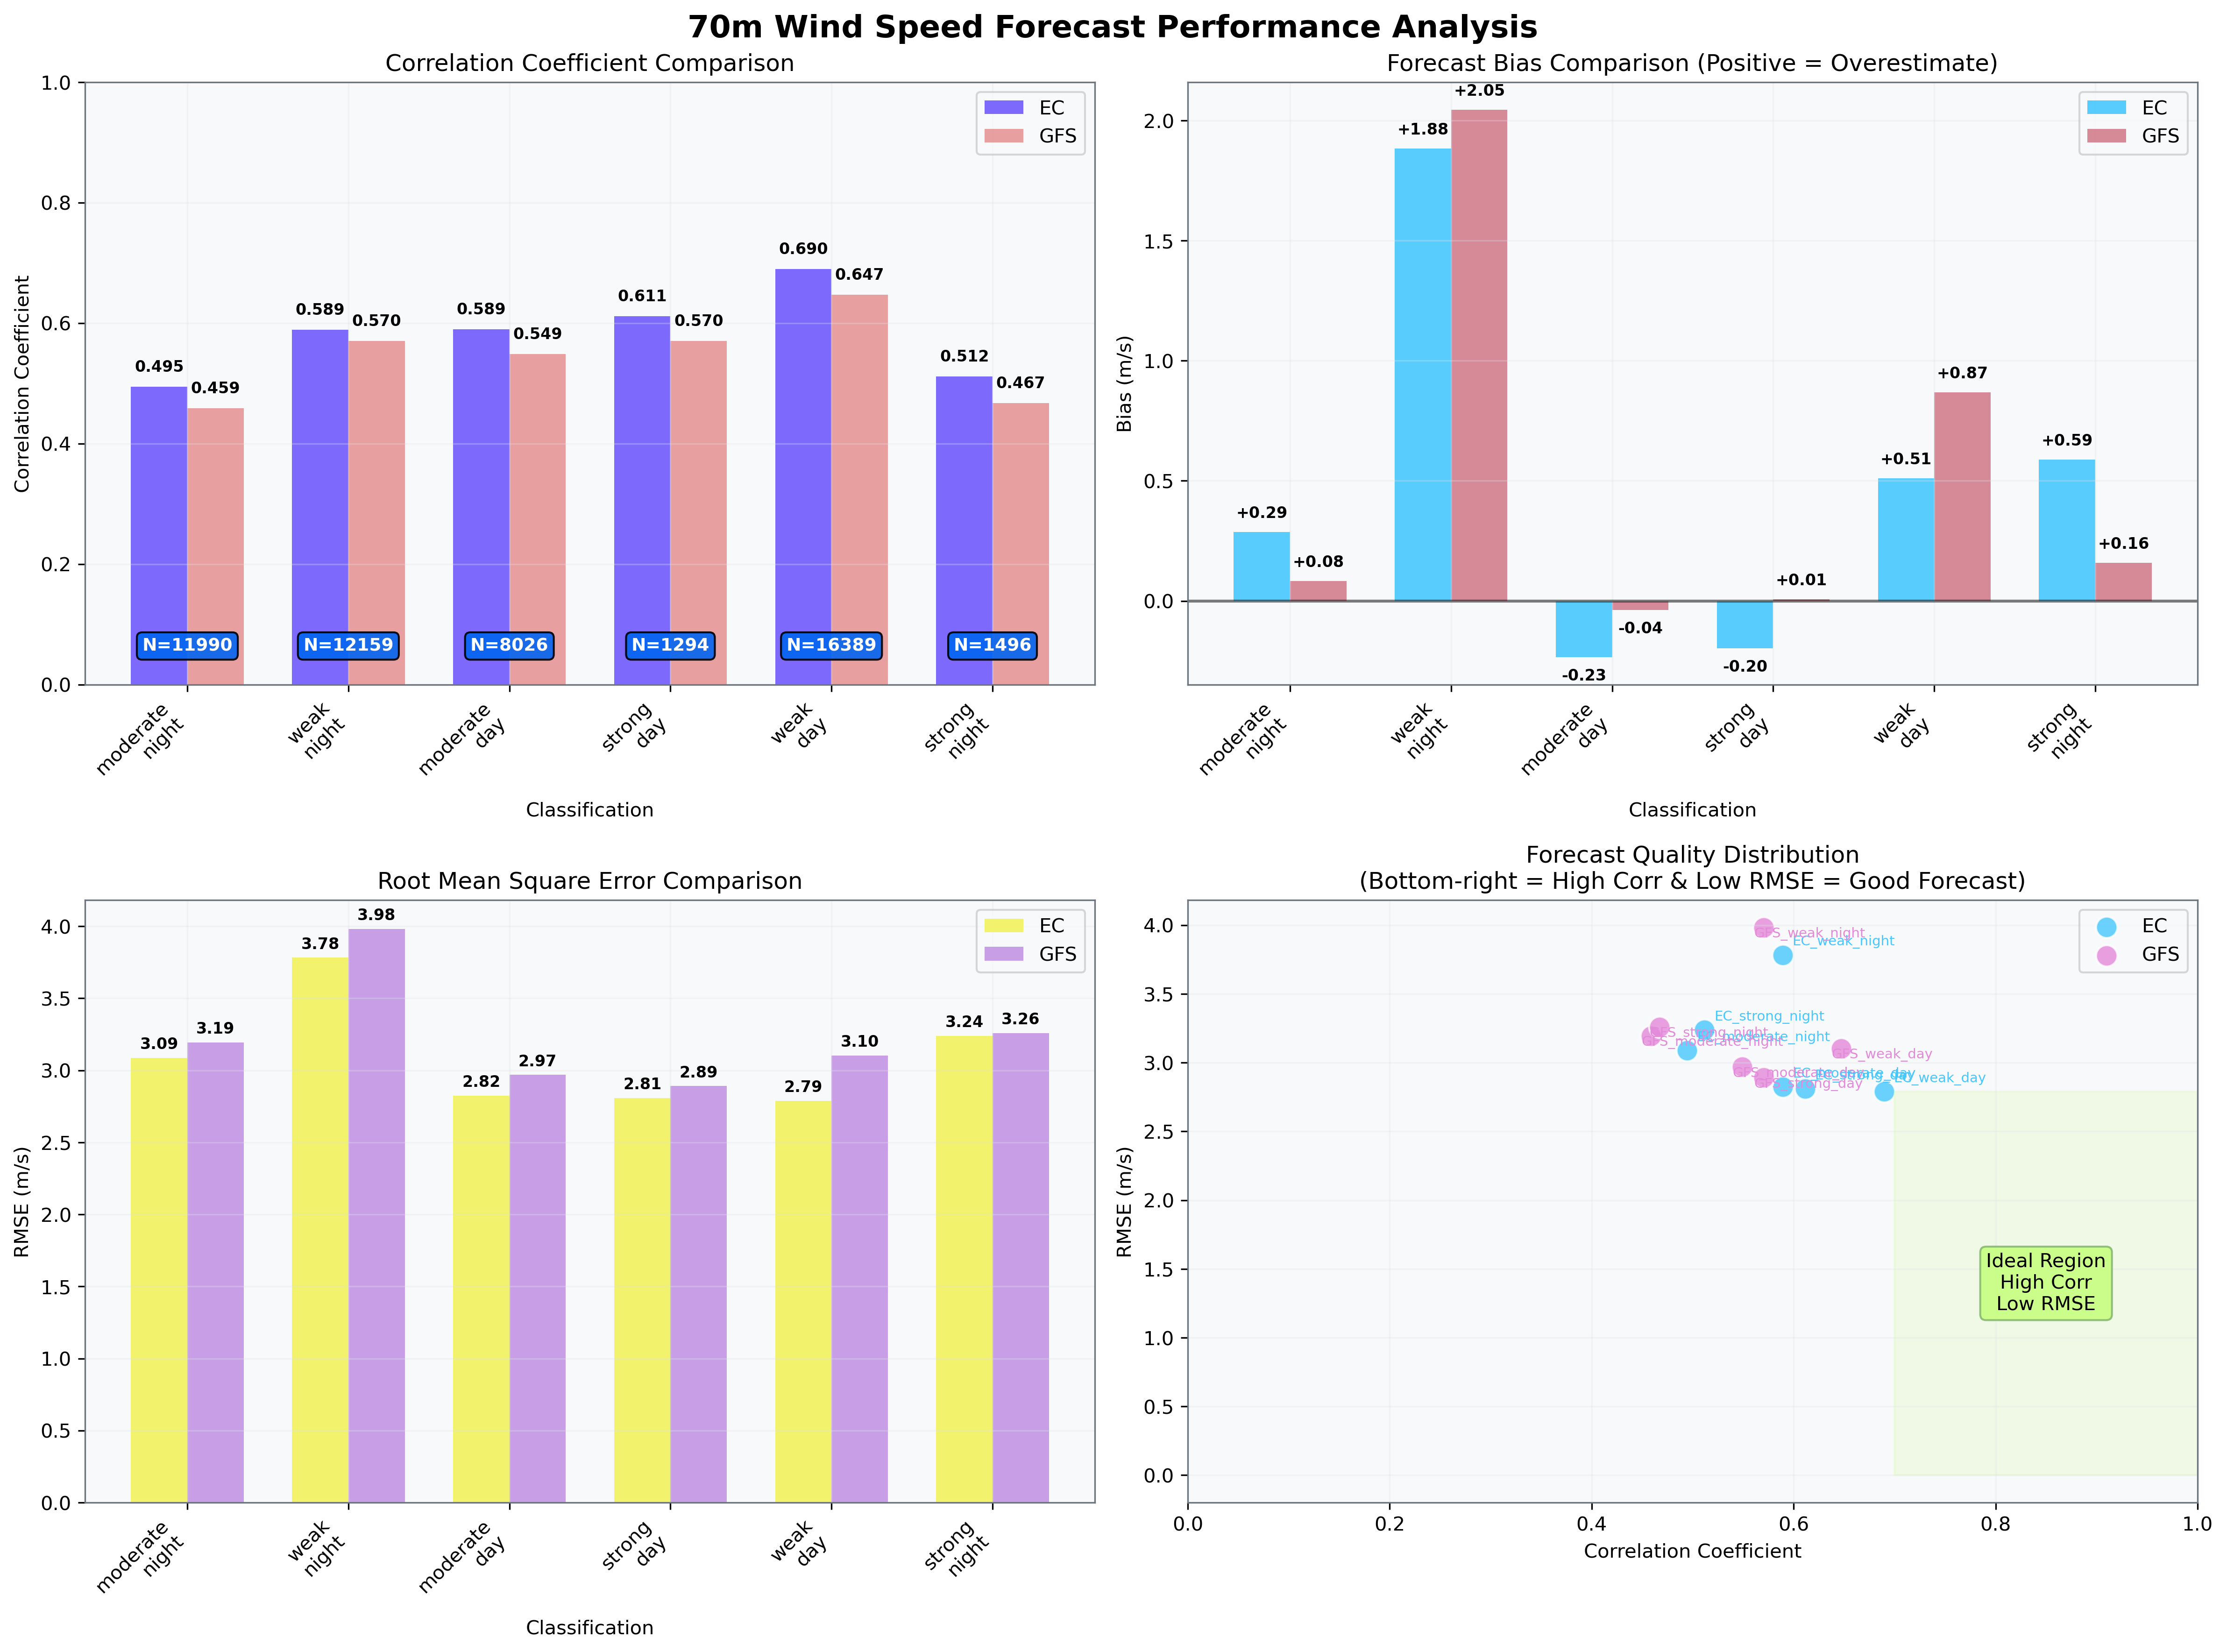 70m Wind Speed Forecast Performance Analysis
Correlation Coefficient Comparison
Correlation Coefficient
1.0
0.8
0.6
0.4
0.2
0.0
EC
GFS
0.495
0.459
0.589
0.570
0.589
0.549
0.611
0.570
0.690
0.647
0.512
0.467
N=11990
N=12159
N=8026
N=1294
N=16389
N=1496
moderate
night
weak
night
moderate
day
strong
day
weak
day
strong
night
Classification
Forecast Bias Comparison (Positive = Overestimate)
Bias (m/s)
2.0
1.5
1.0
0.5
0.0
EC
GFS
+0.29
+0.08
+1.88
+2.05
-0.23
-0.04
-0.20
+0.01
+0.51
+0.87
+0.59
+0.16
moderate
night
weak
night
moderate
day
strong
day
weak
day
strong
night
Classification
Root Mean Square Error Comparison
RMSE (m/s)
4.0
3.5
3.0
2.5
2.0
1.5
1.0
0.5
0.0
EC
GFS
3.09
3.19
3.78
3.98
2.82
2.97
2.81
2.89
2.79
3.10
3.24
3.26
moderate
night
weak
night
moderate
day
strong
day
weak
day
strong
night
Classification
Forecast Quality Distribution
(Bottom-right = High Corr & Low RMSE = Good Forecast)
RMSE (m/s)
4.0
3.5
3.0
2.5
2.0
1.5
1.0
0.5
0.0
EC
GFS
GFS_weak_night
EC_weak_night
EC_strong_night
GFS_strong_night
EC_moderate_night
GFS_moderate_night
GFS_weak_day
GFS_moderate_day
EC_moderate_day
EC_strong_day
EC_weak_day
GFS_strong_day
Ideal Region
High Corr
Low RMSE
0.0
0.2
0.4
0.6
0.8
1.0
Correlation Coefficient